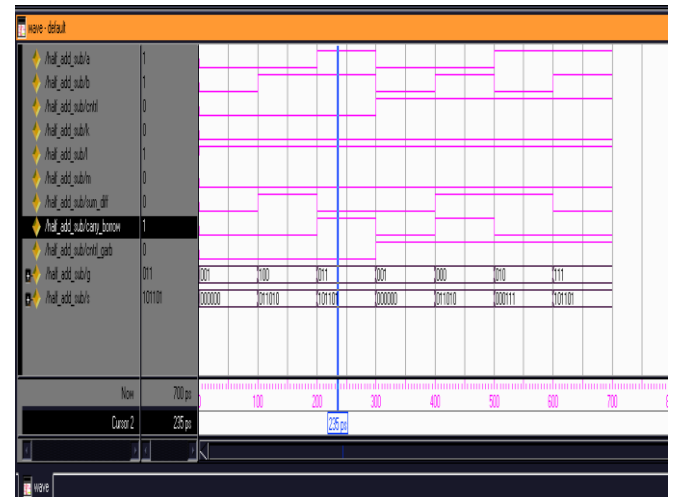 wave - default
/half_add_sub/a 1
/half_add_sub/b 1
/half_add_sub/cntrl 0
/half_add_sub/k 0
/half_add_sub/l 1
/half_add_sub/m 0
/half_add_sub/sum_diff 0
/half_add_sub/carry_borrow 1
/half_add_sub/cntrl_garb 0
/half_add_sub/g 011 001 100 011 001 000 010 111
/half_add_sub/s 101101 000000 011010 101101 000000 011010 000111 101101
Now 700 ps 0 100 200 300 400 500 600 700
Cursor 2 235 ps 235 ps
wave